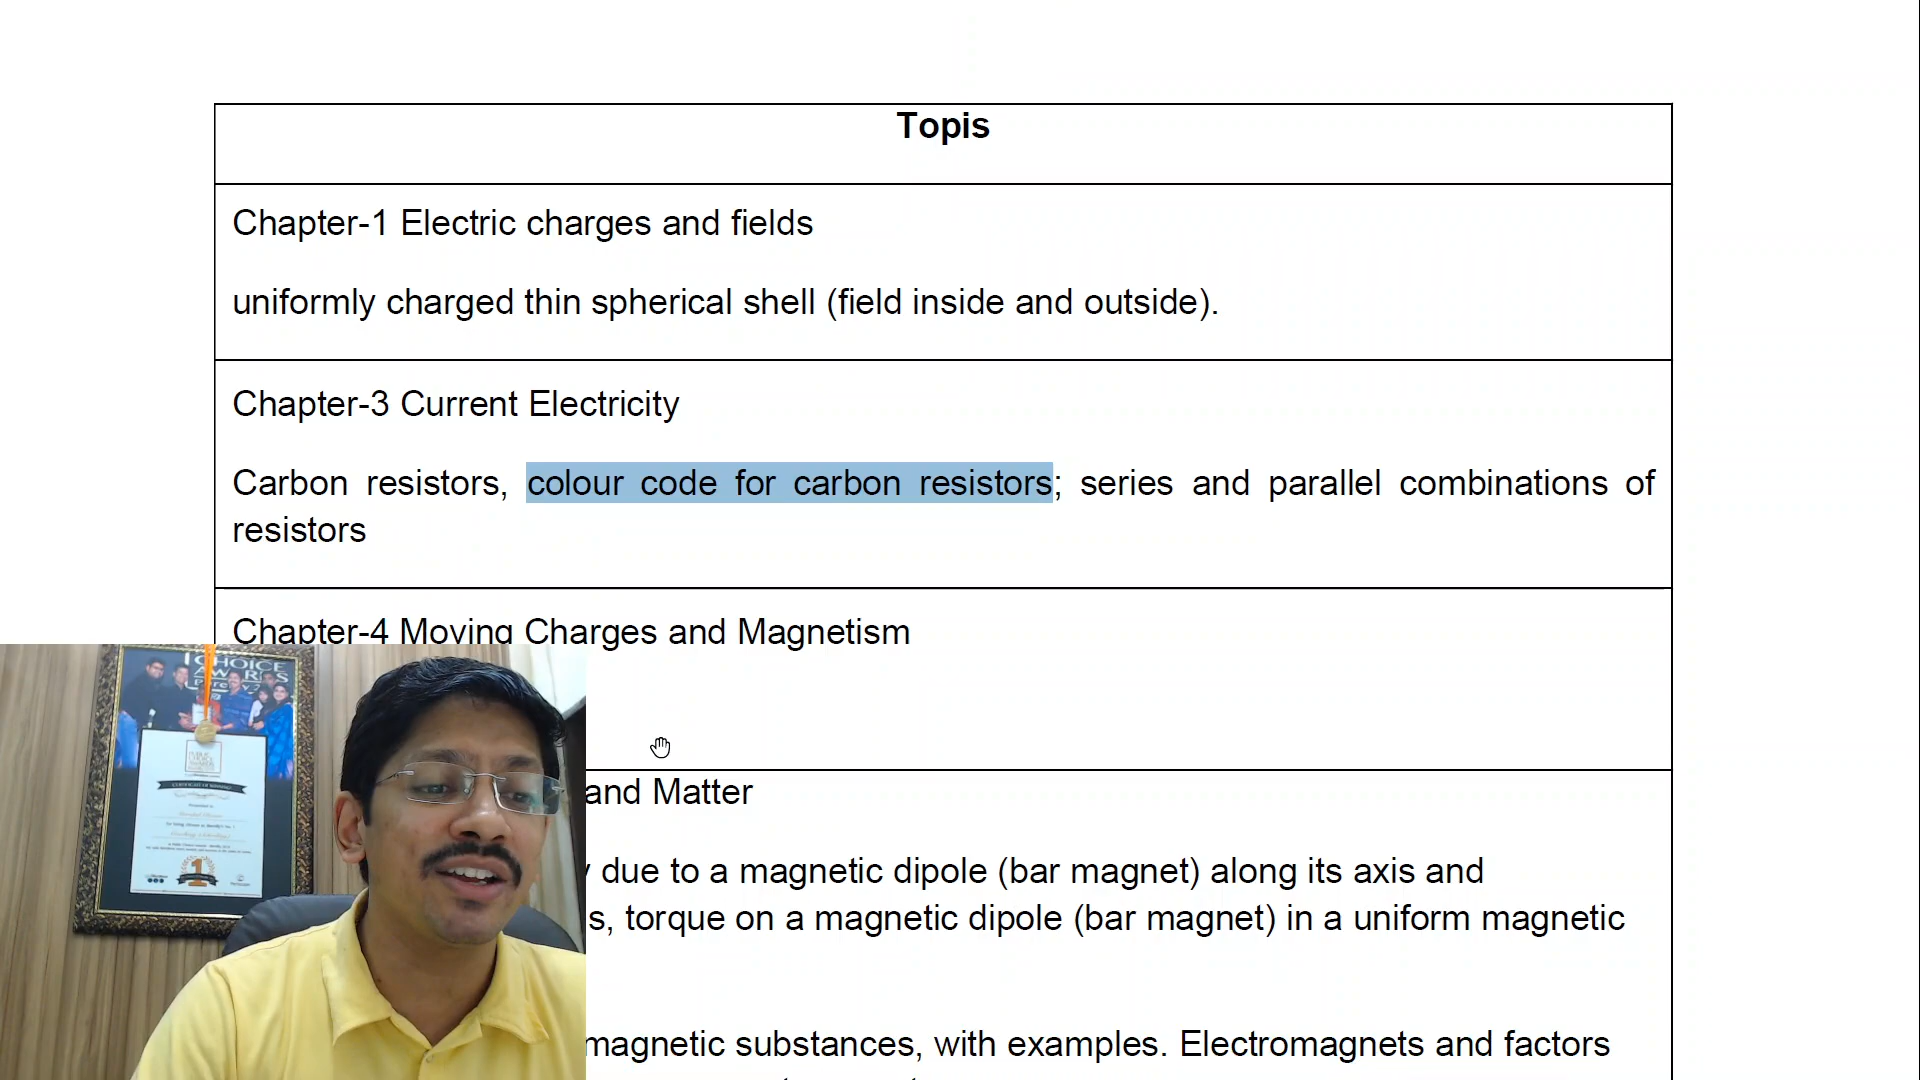 Topis
Chapter-1 Electric charges and fields
uniformly charged thin spherical shell (field inside and outside).
Chapter-3 Current Electricity
Carbon resistors, colour code for carbon resistors; series and parallel combinations of
resistors
Chapter-4 Moving Charges and Magnetism
and Matter
due to a magnetic dipole (bar magnet) along its axis and
s, torque on a magnetic dipole (bar magnet) in a uniform magnetic
magnetic substances, with examples. Electromagnets and factors
CHOICE
AWARDS
1